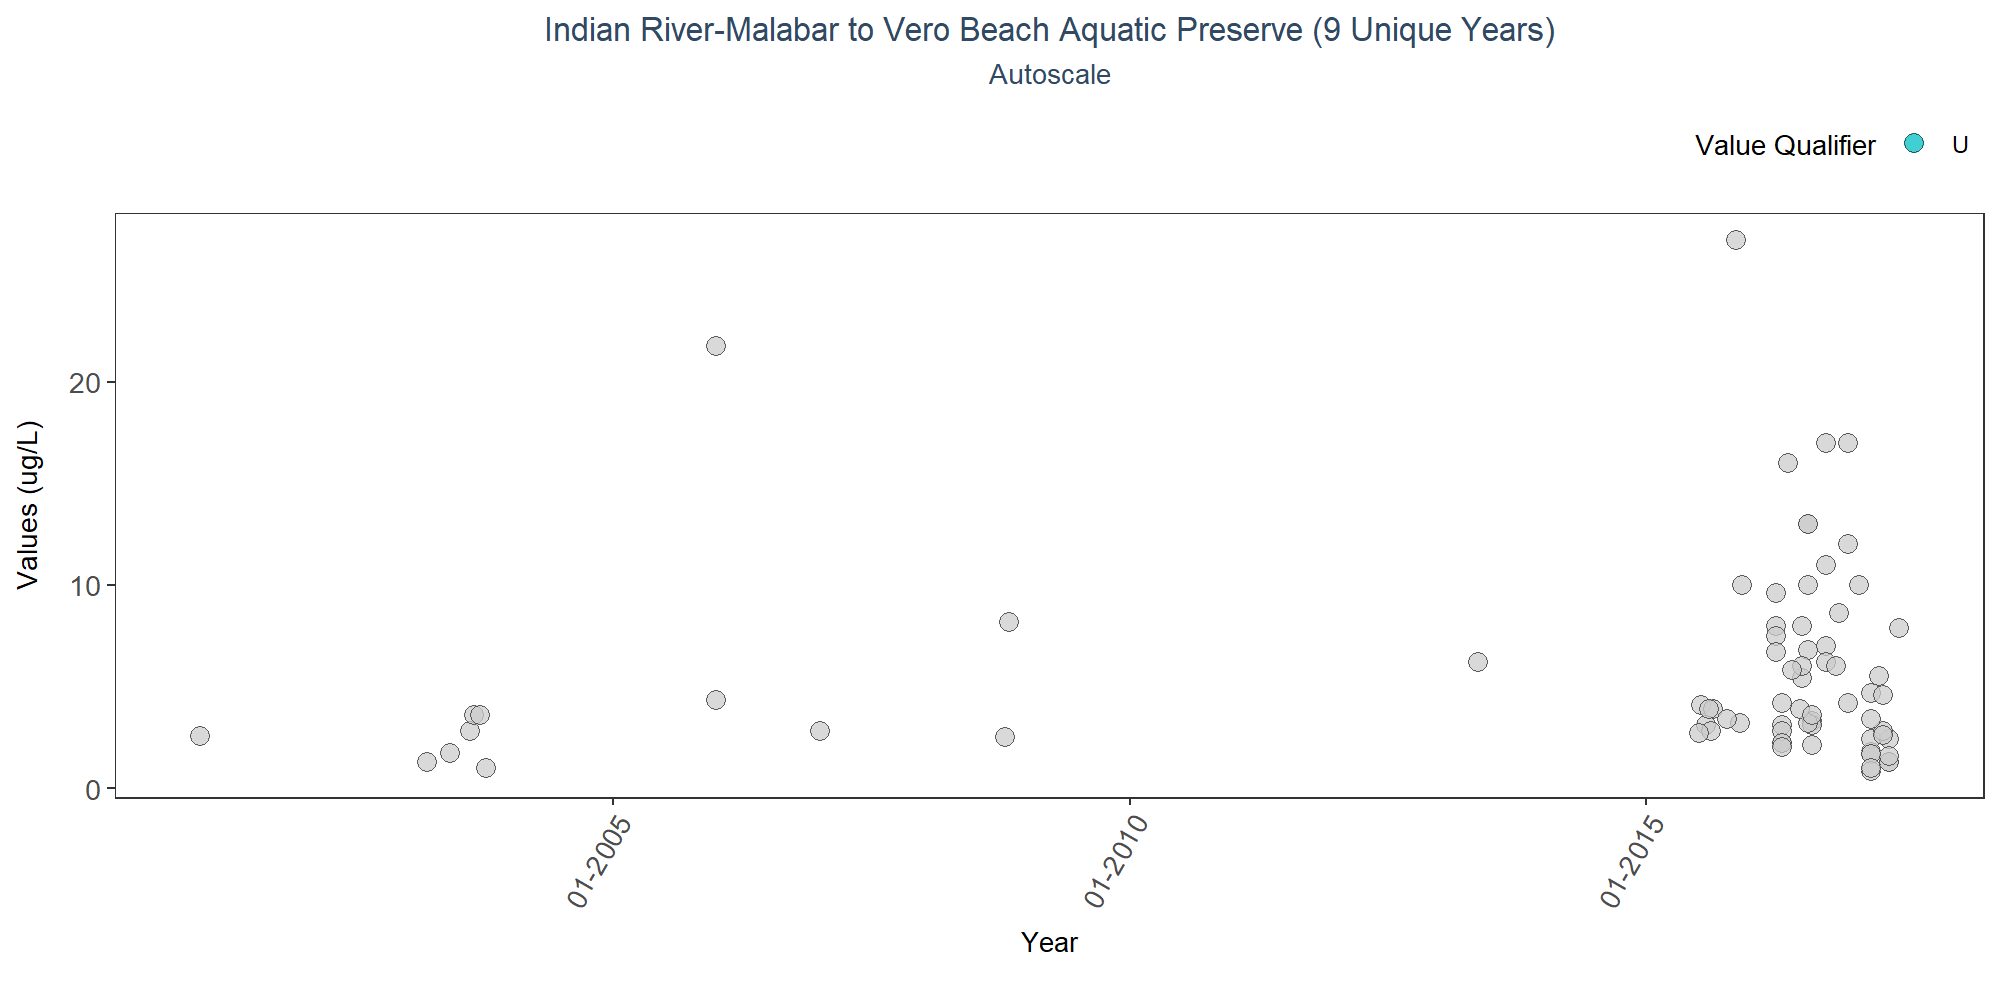 Indian River-Malabar to Vero Beach Aquatic Preserve (9 Unique Years)
Autoscale
Value Qualifier U
Values (ug/L)
20
10
0
01-2005
01-2010
01-2015
Year